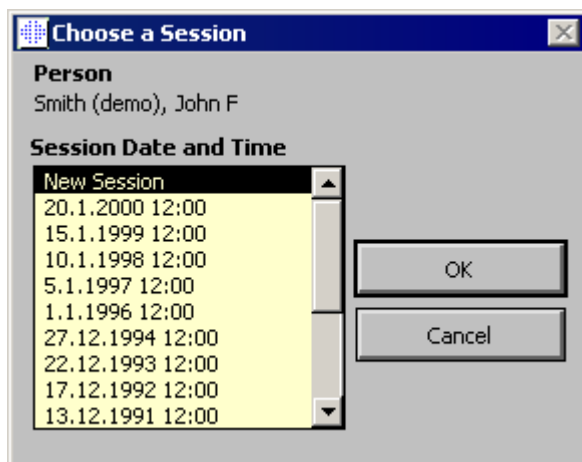 Choose a Session
Person
Smith (demo), John F
Session Date and Time
New Session
20.1.2000 12:00
15.1.1999 12:00
10.1.1998 12:00
5.1.1997 12:00
1.1.1996 12:00
27.12.1994 12:00
22.12.1993 12:00
17.12.1992 12:00
13.12.1991 12:00
OK
Cancel